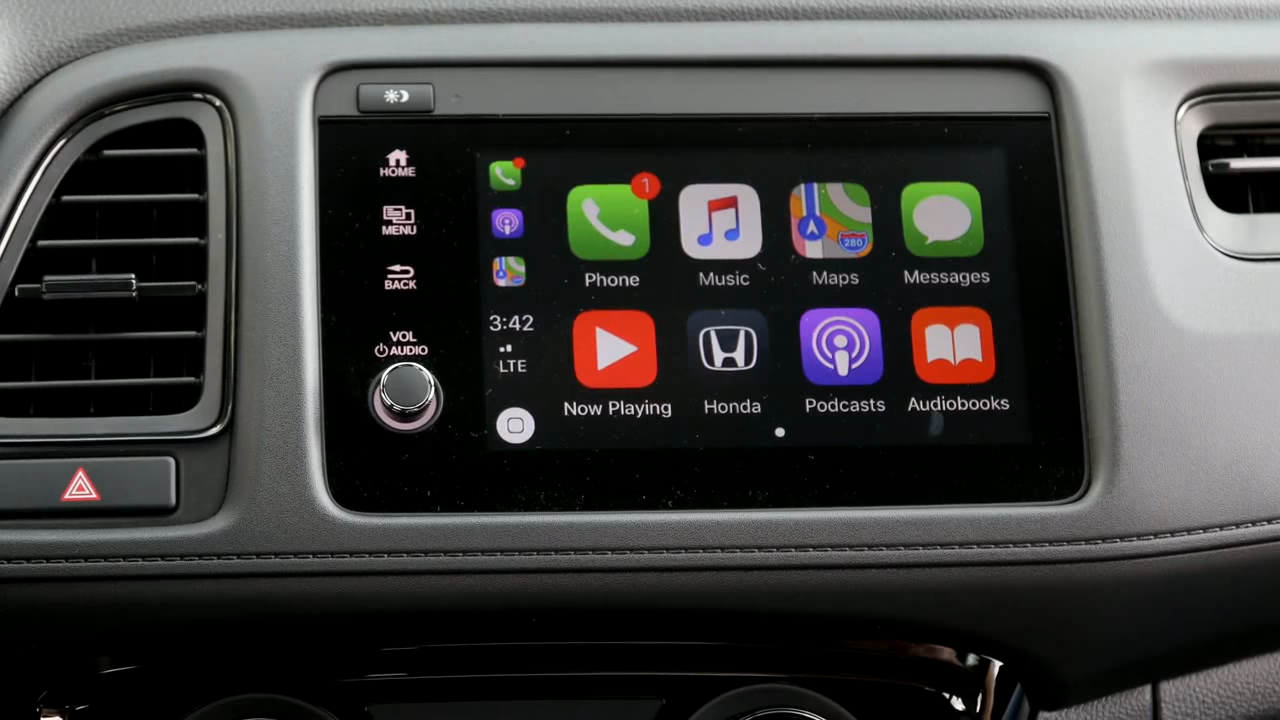 HOME
MENU
BACK
VOL
AUDIO
3:42
LTE
1
Phone
Music
280
Maps
Messages
Now Playing
Honda
Podcasts
Audiobooks